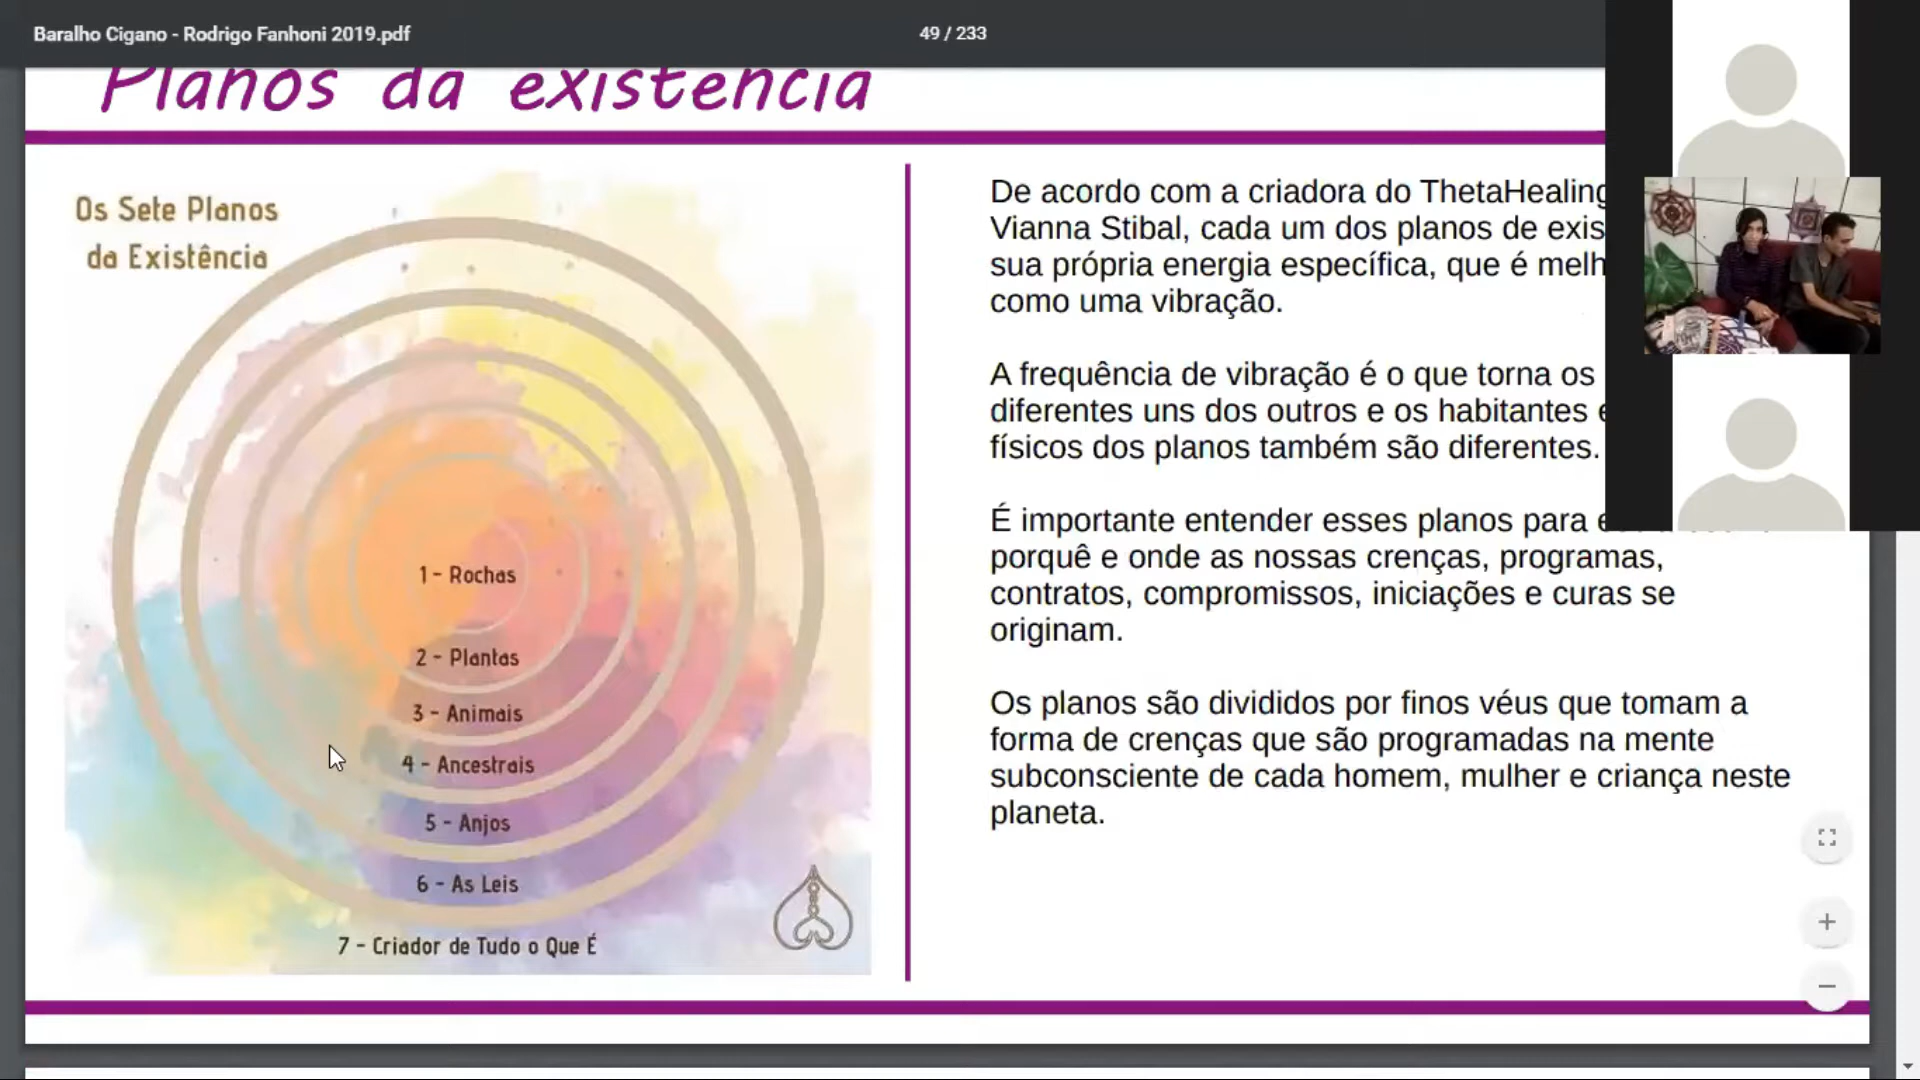 Baralho Cigano - Rodrigo Fanhoni 2019.pdf
49 / 233
Planos da existência
Os Sete Planos
da Existência
1 - Rochas
2 - Plantas
3 - Animais
4 - Ancestrais
5 - Anjos
6 - As Leis
7 - Criador de Tudo o Que É
De acordo com a criadora do ThetaHealing
Vianna Stibal, cada um dos planos de exis
sua própria energia específica, que é melh
como uma vibração.
A frequência de vibração é o que torna os
diferentes uns dos outros e os habitantes e
físicos dos planos também são diferentes.
É importante entender esses planos para
porquê e onde as nossas crenças, programas,
contratos, compromissos, iniciações e curas se
originam.
Os planos são divididos por finos véus que tomam a
forma de crenças que são programadas na mente
subconsciente de cada homem, mulher e criança neste
planeta.